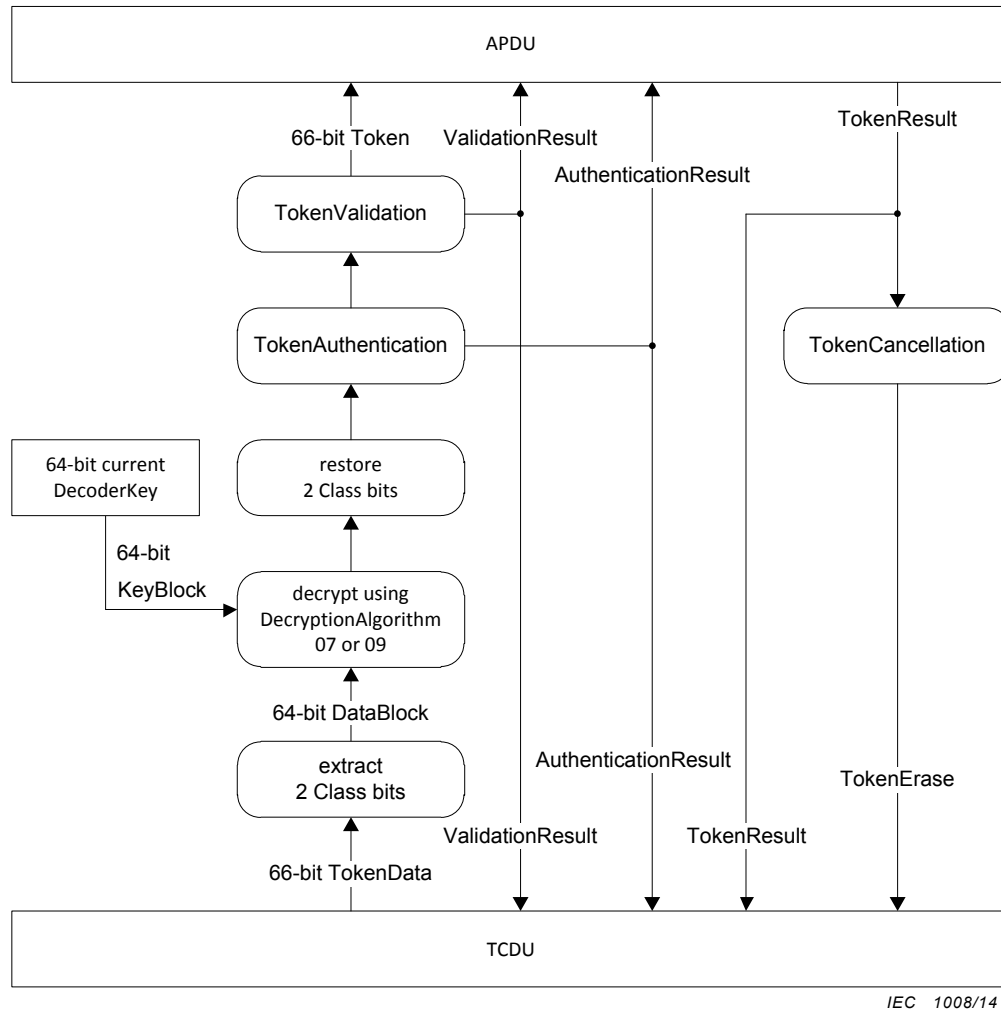 APDU
TokenResult
66-bit Token
ValidationResult
AuthenticationResult
TokenValidation
TokenAuthentication
TokenCancellation
64-bit current
DecoderKey
restore
2 Class bits
64-bit
KeyBlock
decrypt using
DecryptionAlgorithm
07 or 09
64-bit DataBlock
extract
2 Class bits
AuthenticationResult
TokenErase
ValidationResult
TokenResult
66-bit TokenData
TCDU
IEC 1008/14